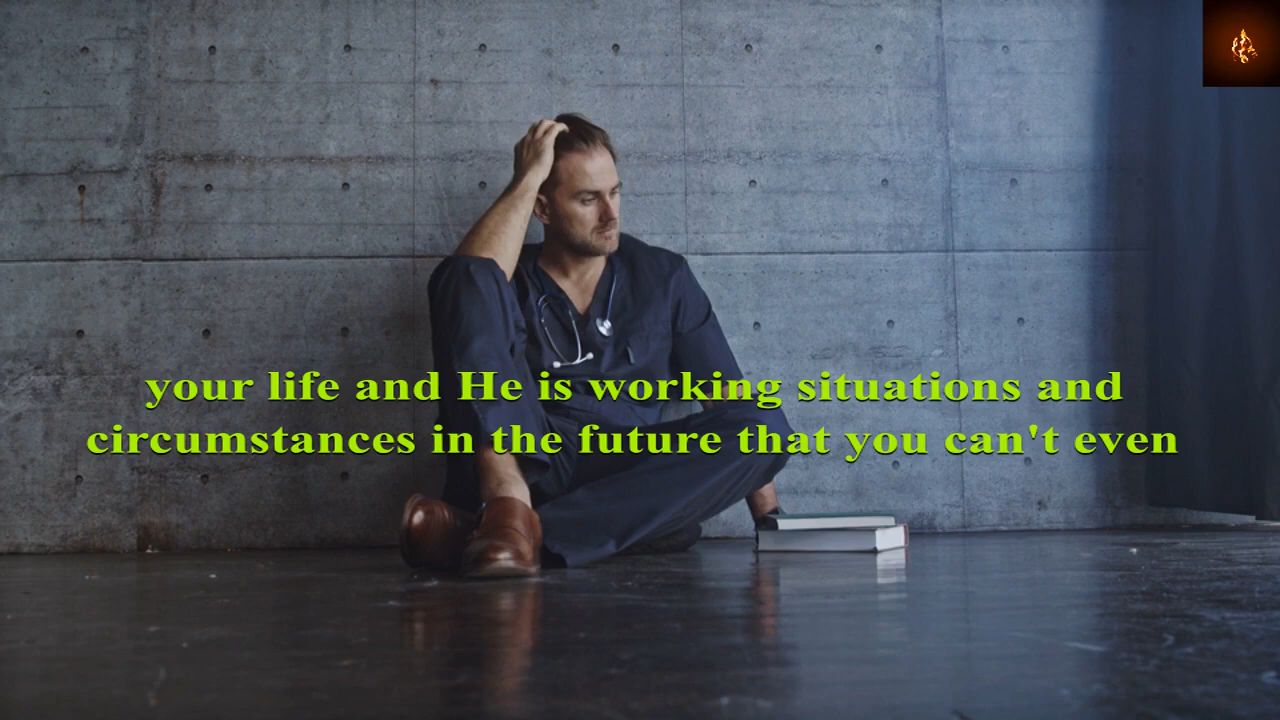 your life and He is working situations and
circumstances in the future that you can't even